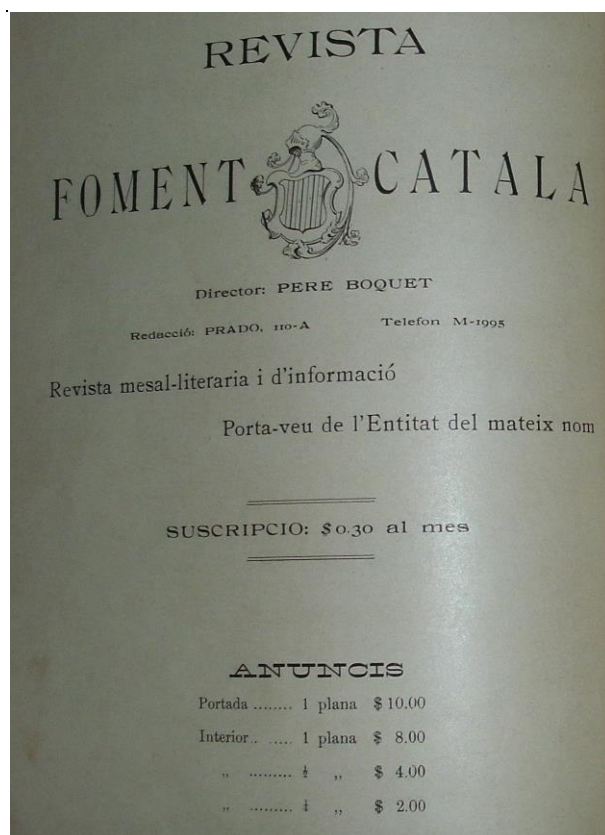 REVISTA
FOMENT CATALA
Director: PERE BOQUET
Redacció: PRADO, 110-A Telefon M-1995
Revista mesal-literaria i d'informació
Porta-veu de l'Entitat del mateix nom
SUSCRIPCIO: $0.30 al mes
ANUNCIS
Portada ........ 1 plana $ 10.00
Interior.. ..... 1 plana $ 8.00
„ ......... ½ „ $ 4.00
„ ......... ¼ „ $ 2.00